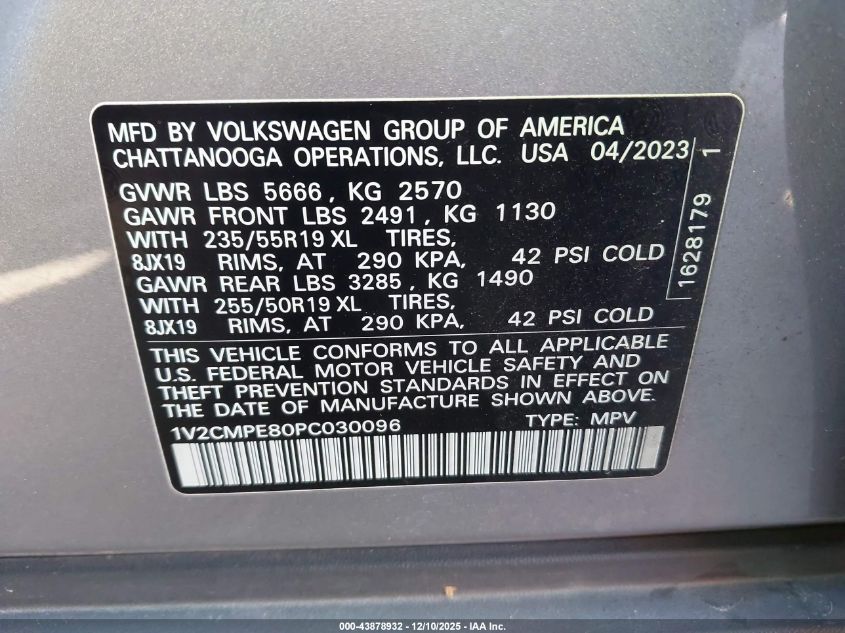 MFD BY VOLKSWAGEN GROUP OF AMERICA
CHATTANOOGA OPERATIONS, LLC. USA 04/2023
GVWR LBS 5666, KG 2570
GAWR FRONT LBS 2491, KG 1130
WITH 235/55R19 XL TIRES,
8JX19 RIMS, AT 290 KPA, 42 PSI COLD
GAWR REAR LBS 3285, KG 1490
WITH 255/50R19 XL TIRES,
8JX19 RIMS, AT 290 KPA, 42 PSI COLD
1628179 1
THIS VEHICLE CONFORMS TO ALL APPLICABLE
U.S. FEDERAL MOTOR VEHICLE SAFETY AND
THEFT PREVENTION STANDARDS IN EFFECT ON
THE DATE OF MANUFACTURE SHOWN ABOVE.
1V2CMPE80PC030096 TYPE: MPV
000-43878932 - 12/10/2025 - IAA Inc.